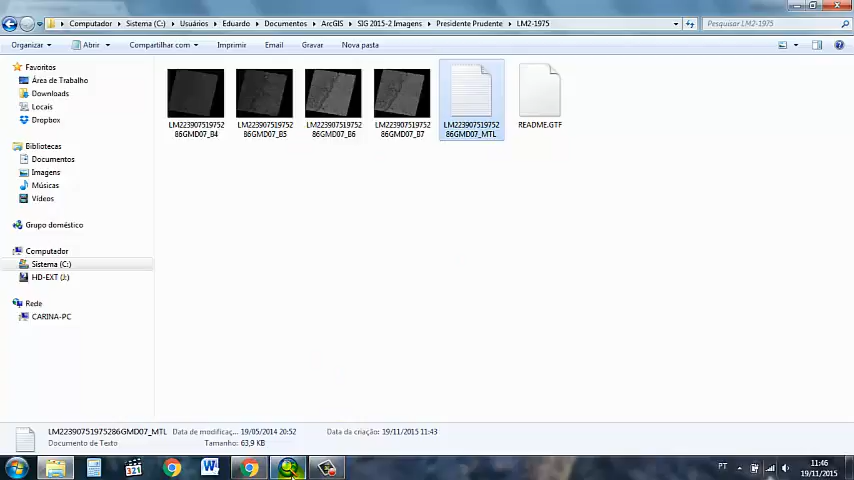 Computador ▸ Sistema (C:) ▸ Usuários ▸ Eduardo ▸ Documentos ▸ ArcGIS ▸ SIG 2015-2 Imagens ▸ Presidente Prudente ▸ LM2-1975
Pesquisar LM2-1975
Organizar Abrir Compartilhar com Imprimir Email Gravar Nova pasta
Favoritos
Área de Trabalho
Downloads
Locais
Dropbox
Bibliotecas
Documentos
Imagens
Músicas
Vídeos
Grupo doméstico
Computador
Sistema (C:)
HD-EXT (I:)
Rede
CARINA-PC
LM223907519752
86GMD07_B4
LM223907519752
86GMD07_B5
LM223907519752
86GMD07_B6
LM223907519752
86GMD07_B7
LM223907519752
86GMD07_MTL
README.GTF
LM22390751975286GMD07_MTL Data de modificaç... 19/05/2014 20:52 Data da criação: 19/11/2015 11:43
Documento de Texto Tamanho: 63,9 KB
321
PT
11:46
19/11/2015